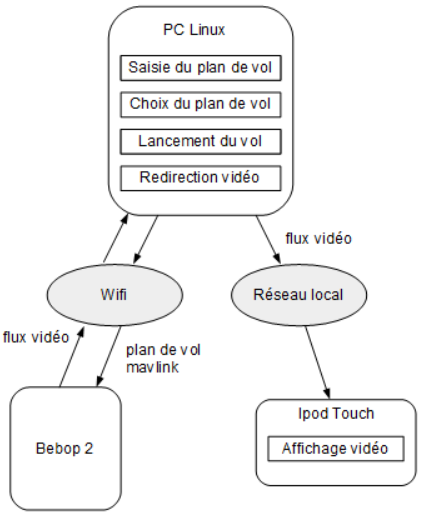 PC Linux
Saisie du plan de vol
Choix du plan de vol
Lancement du vol
Redirection vidéo
flux vidéo
Wifi
Réseau local
flux vidéo
plan de vol
mavlink
Ipod Touch
Bebop 2
Affichage vidéo